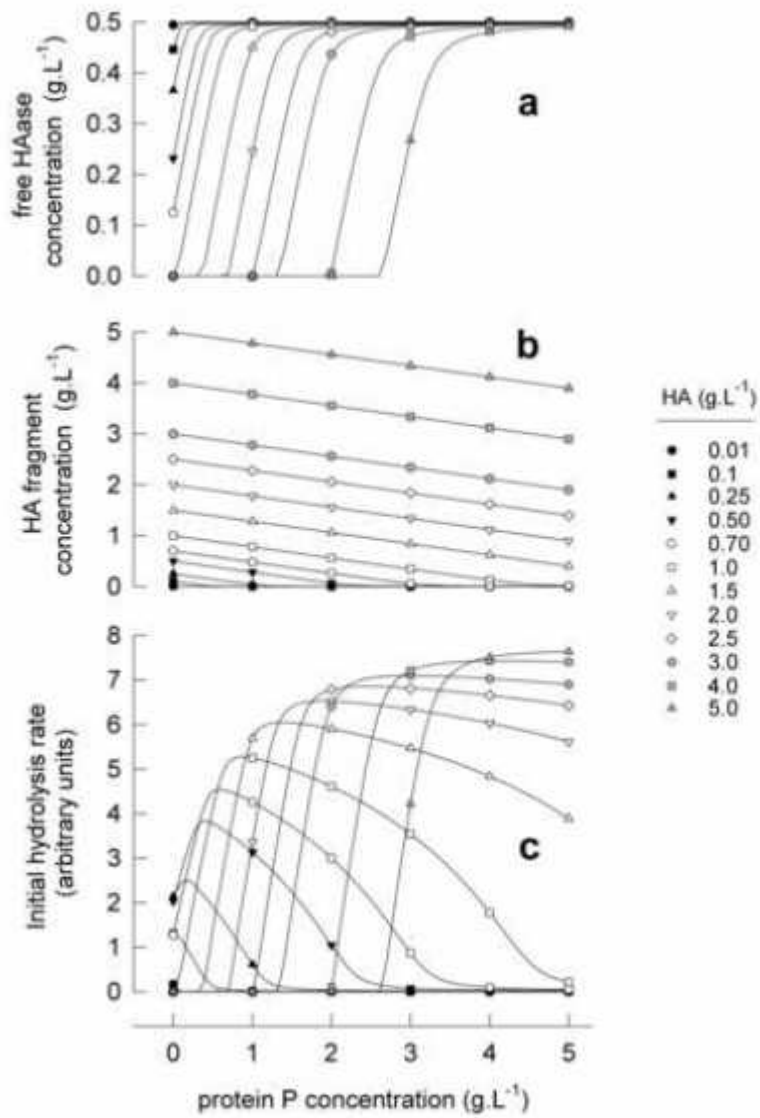 0.5
0.4
0.3
0.2
0.1
0.0
free HAase
concentration (g.L-1)
a
5
4
3
2
1
0
HA fragment
concentration (g.L-1)
b
8
7
6
5
4
3
2
1
0
Initial hydrolysis rate
(arbitrary units)
c
0 1 2 3 4 5
protein P concentration (g.L-1)
HA (g.L-1)
0.01
0.1
0.25
0.50
0.70
1.0
1.5
2.0
2.5
3.0
4.0
5.0